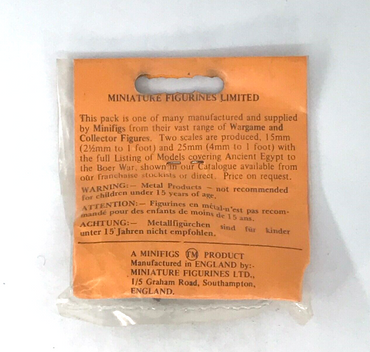 MINIATURE FIGURINES LIMITED
This pack is one of many manufactured and supplied
by Minifigs from their vast range of Wargame and
Collector Figures. Two scales are produced, 15mm
(2½mm to 1 foot) and 25mm (4mm to 1 foot) with
the full Listing of Models covering Ancient Egypt to
the Boer War; shown in our Catalogue available from
our franchaise stockists or direct. Price on request.
WARNING:— Metal Products – not recommended
for children under 15 years of age.
ATTENTION:— Figurines en métal n'est pas recom-
mandé pour des enfants de moins de 15 ans.
ACHTUNG:— Metallfigürchen sind für kinder
unter 15 Jahren nicht empfohlen.
A MINIFIGS TM PRODUCT
Manufactured in ENGLAND by:-
MINIATURE FIGURINES LTD.,
1/5 Graham Road, Southampton,
ENGLAND.